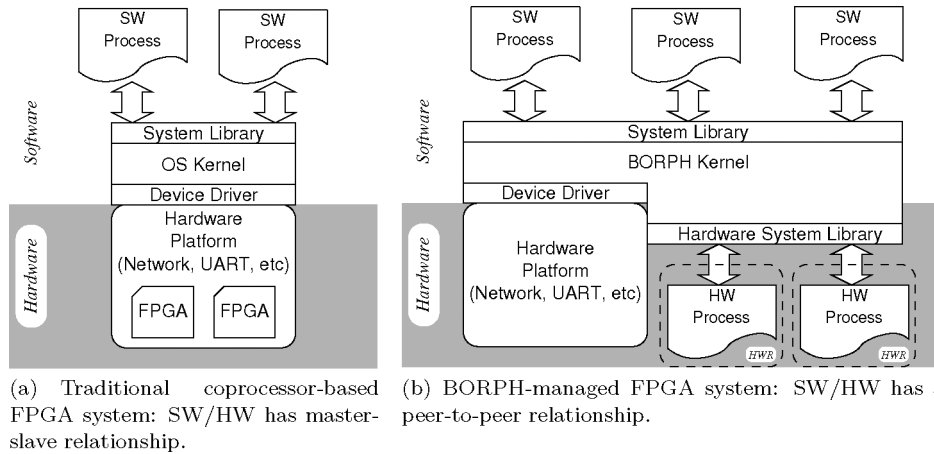 SW
Process
SW
Process
Software
System Library
OS Kernel
Device Driver
Hardware
Hardware
Platform
(Network, UART, etc)
FPGA
FPGA
(a) Traditional coprocessor-based
FPGA system: SW/HW has master-
slave relationship.
SW
Process
SW
Process
SW
Process
Software
System Library
BORPH Kernel
Device Driver
Hardware System Library
Hardware
Hardware
Platform
(Network, UART, etc)
HW
Process
HWR
HW
Process
HWR
(b) BORPH-managed FPGA system: SW/HW has
peer-to-peer relationship.